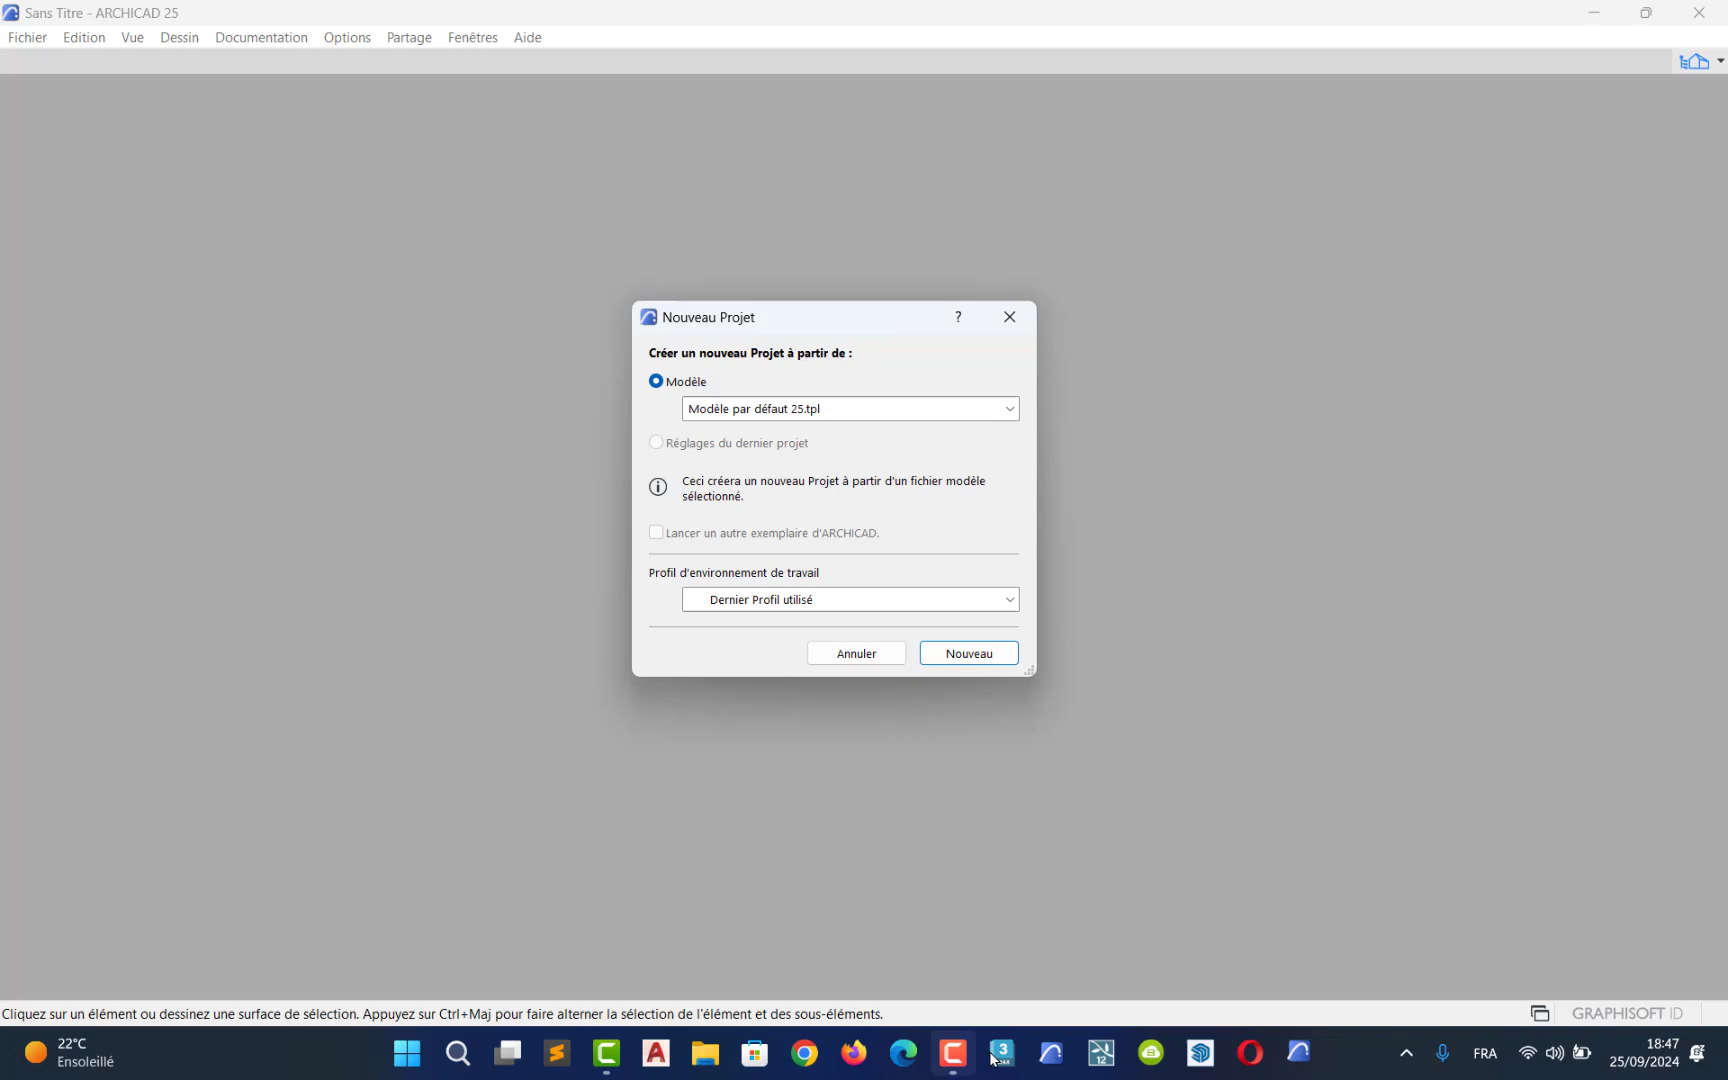 Sans Titre - ARCHICAD 25
Fichier Edition Vue Dessin Documentation Options Partage Fenêtres Aide
Nouveau Projet
?
Créer un nouveau Projet à partir de :
Modèle
Modèle par défaut 25.tpl
Réglages du dernier projet
Ceci créera un nouveau Projet à partir d'un fichier modèle
sélectionné.
Lancer un autre exemplaire d'ARCHICAD.
Profil d'environnement de travail
Dernier Profil utilisé
Annuler Nouveau
Cliquez sur un élément ou dessinez une surface de sélection. Appuyez sur Ctrl+Maj pour faire alterner la sélection de l'élément et des sous-éléments.
GRAPHISOFT ID
22°C
Ensoleillé
3
12
FRA
18:47
25/09/2024